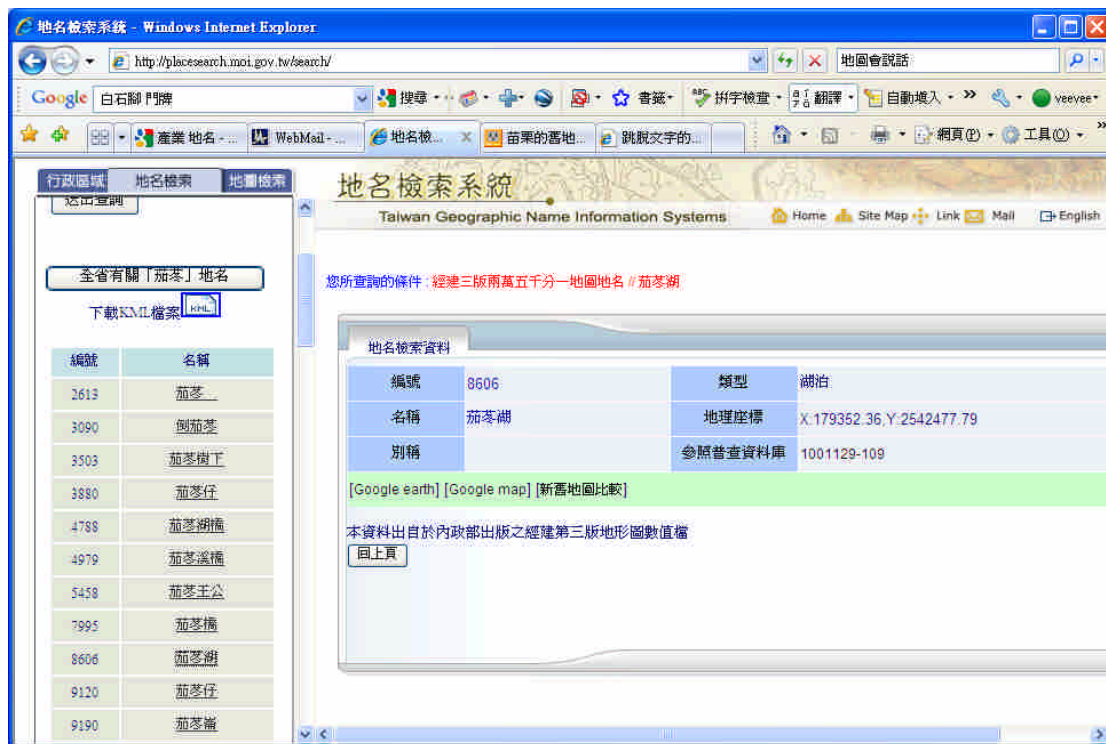 地名檢索系統 - Windows Internet Explorer
http://placesearch.moi.gov.tw/search/
地圖會說話
Google 白石腳 門牌 搜尋 書籤 拼字檢查 翻譯 自動填入 veevee
產業 地名 - ... WebMail - ... 地名檢... 苗栗的舊地... 跳脫文字的... 網頁(P) 工具(O)
行政區域 地名檢索 地圖檢索
送出查詢
全省有關「茄苳」地名
下載KML檔案 KML
編號 名稱
2613 茄苳
3090 倒茄苳
3503 茄苳樹下
3880 茄苳仔
4788 茄苳湖橋
4979 茄苳溪橋
5458 茄苳王公
7995 茄苳橋
8606 茄苳湖
9120 茄苳仔
9190 茄苳崙
地名檢索系統
Taiwan Geographic Name Information Systems Home Site Map Link Mail English
您所查詢的條件 : 經建三版兩萬五千分一地圖地名 // 茄苳湖
地名檢索資料
編號 8606 類型 湖泊
名稱 茄苳湖 地理座標 X:179352.36,Y:2542477.79
別稱 參照普查資料庫 1001129-109
[Google earth] [Google map] [新舊地圖比較]
本資料出自於內政部出版之經建第三版地形圖數值檔
回上頁